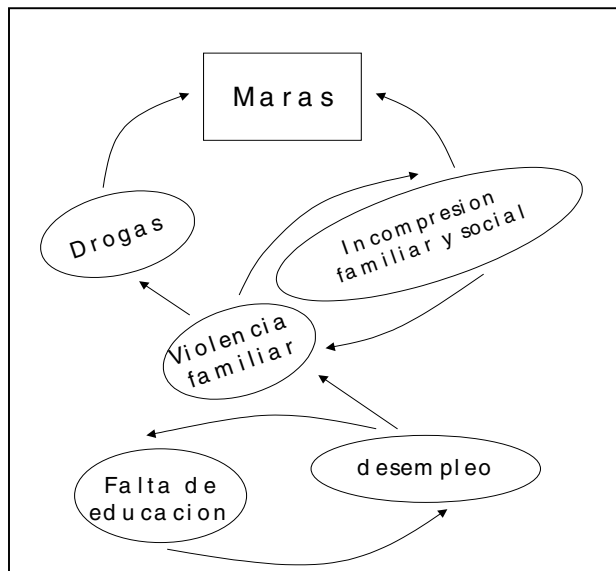 Maras
Drogas
Incompresion
familiar y social
Violencia
familiar
desempleo
Falta de
educacion